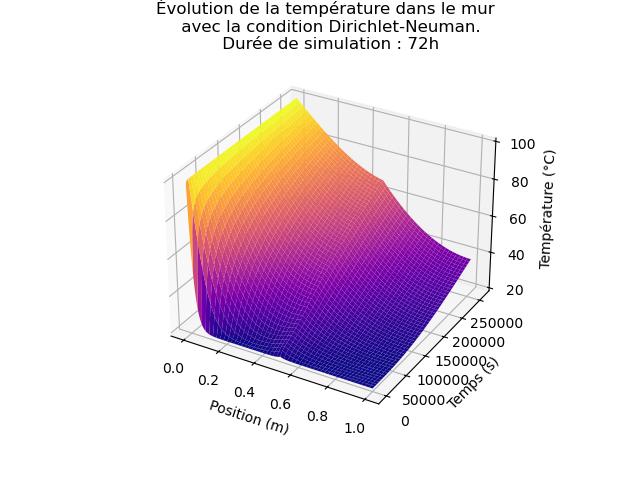 Évolution de la température dans le mur
avec la condition Dirichlet-Neuman.
Durée de simulation : 72h
100
80
60
40
20
Température (°C)
250000
200000
150000
100000
50000
0
Temps (s)
0.0
0.2
0.4
0.6
0.8
1.0
Position (m)